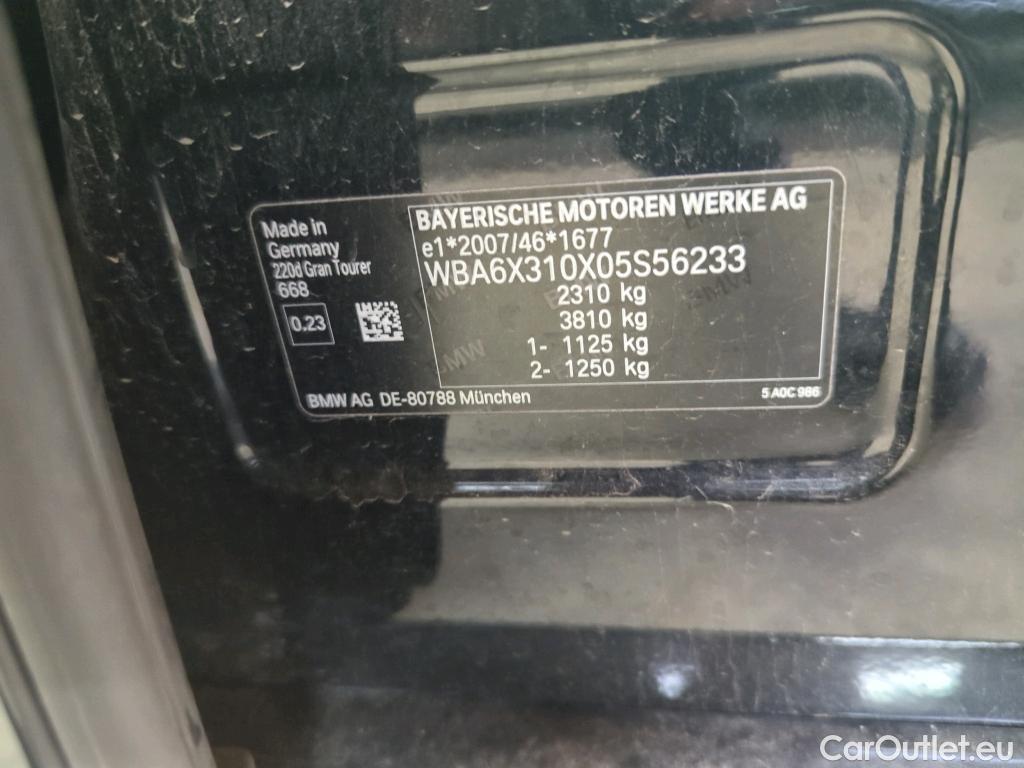 Made in
Germany
220d Gran Tourer
668
0.23
BAYERISCHE MOTOREN WERKE AG
e1*2007/46*1677
WBA6X310X05S56233
2310 kg
3810 kg
1- 1125 kg
2- 1250 kg
BMW AG DE-80788 München
5 A0C 986
BMW
BMW
CarOutlet.eu